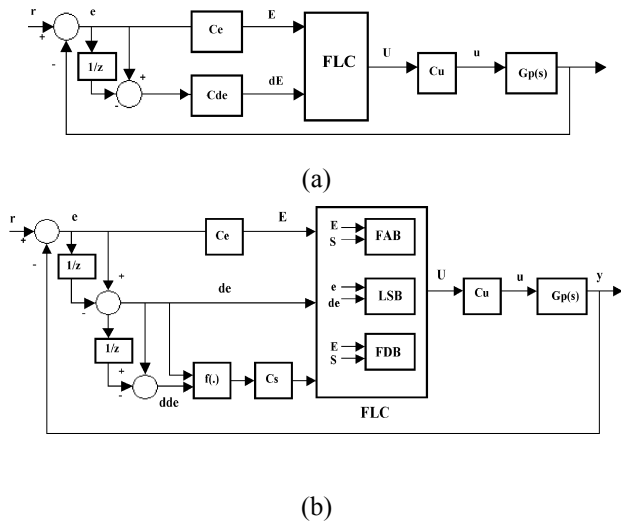 r
+
-
e
Ce
E
1/z
+
-
Cde
dE
FLC
U
Cu
u
Gp(s)
(a)
r
+
-
e
Ce
E
1/z
+
-
de
1/z
+
-
dde
f(.)
Cs
E
S
FAB
e
de
LSB
E
S
FDB
FLC
U
Cu
u
Gp(s)
y
(b)